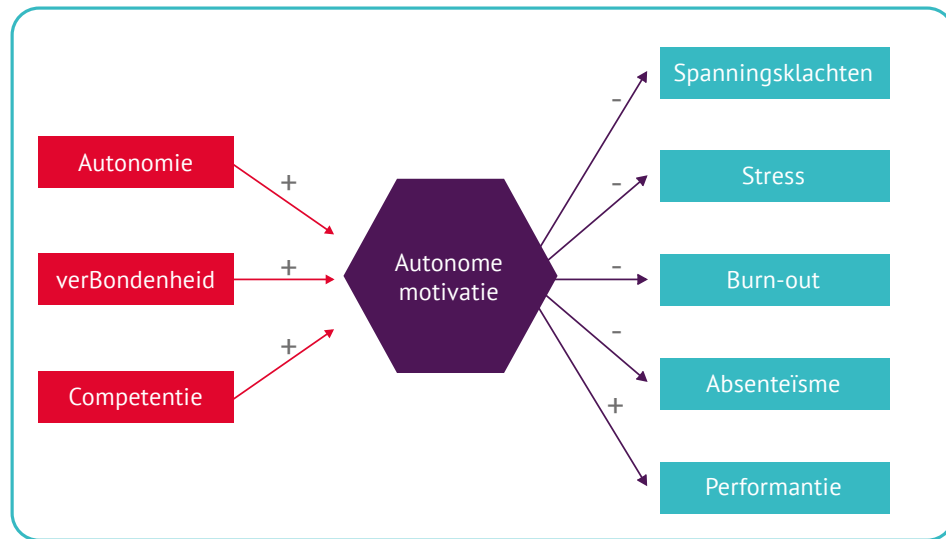 Autonomie
verBondenheid
Competentie
+
+
+
Autonome
motivatie
-
-
-
-
+
Spanningsklachten
Stress
Burn-out
Absenteïsme
Performantie